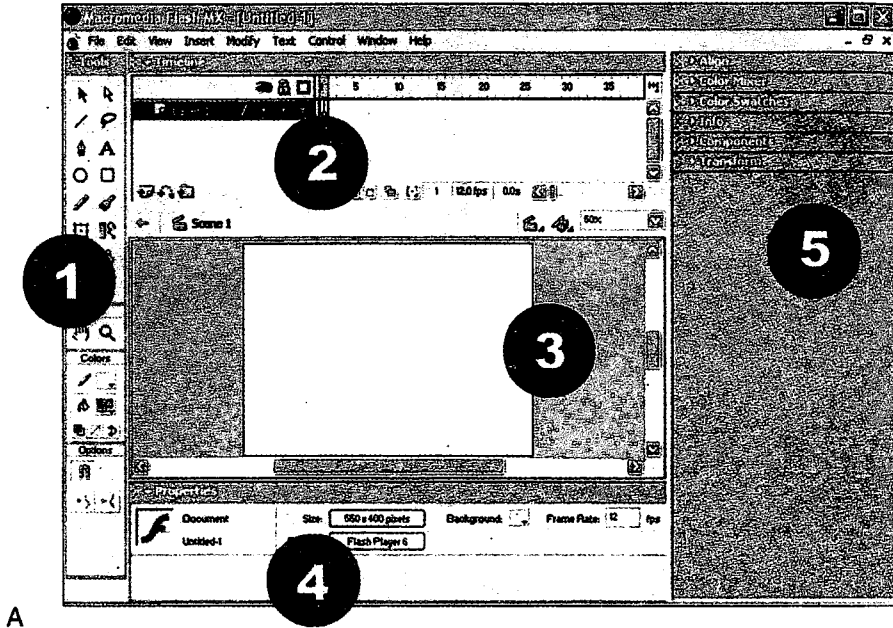 Macromedia Flash MX - [Untitled-1]
File Edit View Insert Modify Text Control Window Help
Tools
Timeline
5 10 15 20 25 30 35
1 12.0 fps 0.0s
Scene 1
50%
Colors
Options
Properties
Document Size: 550 x 400 pixels Background: Frame Rate: 12 fps
Untitled-1 Flash Player 6
Align
Color Mixer
Color Swatches
Info
Components
Transform
1
2
3
4
5
A